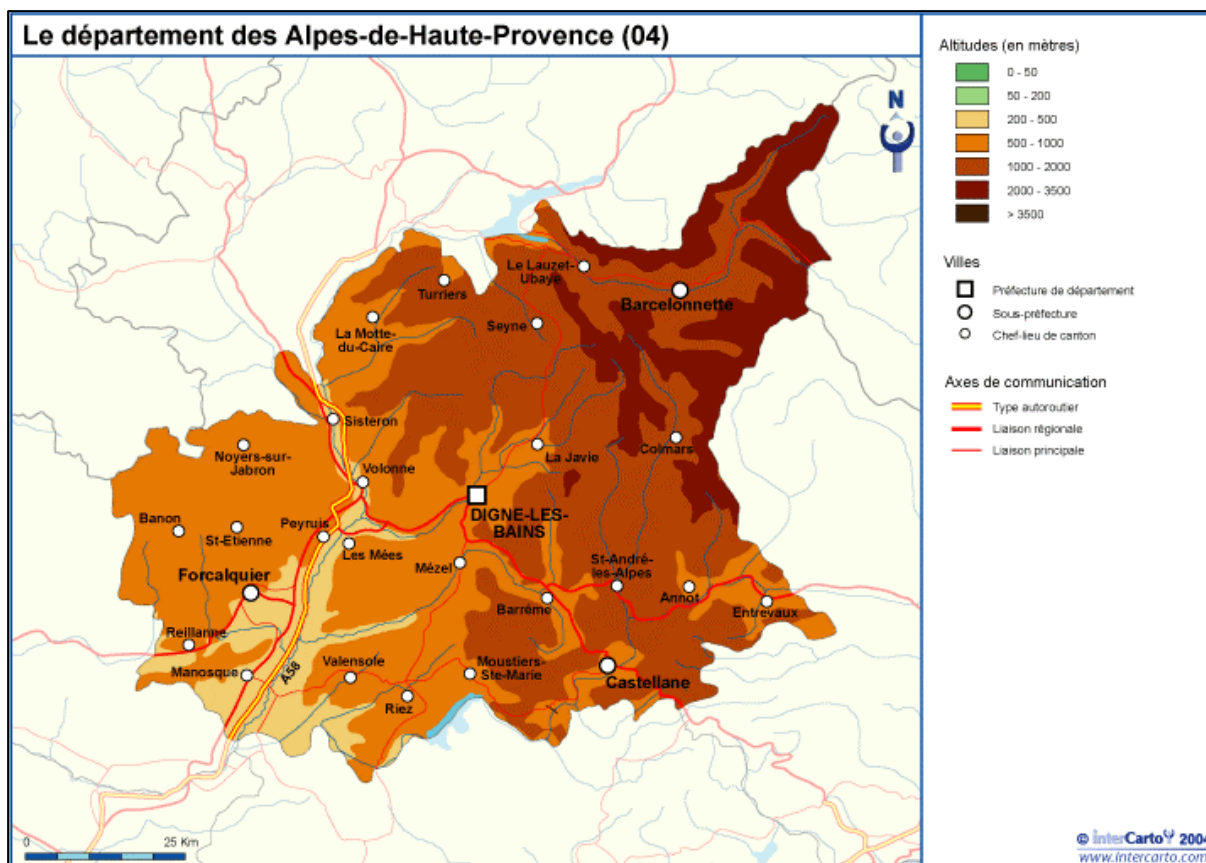 Le département des Alpes-de-Haute-Provence (04)
N
Le Lauzet-
Ubaye
Turriers
Barcelonnette
La Motte-
du-Caire
Seyne
Sisteron
Noyers-sur-
Jabron
La Javie
Colmars
Volonne
Banon
St-Etienne
Peyruis
DIGNE-LES-
BAINS
Les Mées
Mézel
St-André-
les-Alpes
Forcalquier
Annot
Barrême
Entrevaux
Reillanne
Manosque
A58
Valensole
Moustiers-
Ste-Marie
Castellane
Riez
0 25 Km
Altitudes (en mètres)
0 - 50
50 - 200
200 - 500
500 - 1000
1000 - 2000
2000 - 3500
> 3500
Villes
Préfecture de département
Sous-préfecture
Chef-lieu de canton
Axes de communication
Type autoroutier
Liaison régionale
Liaison principale
© interCarto 2004
www.intercarto.com